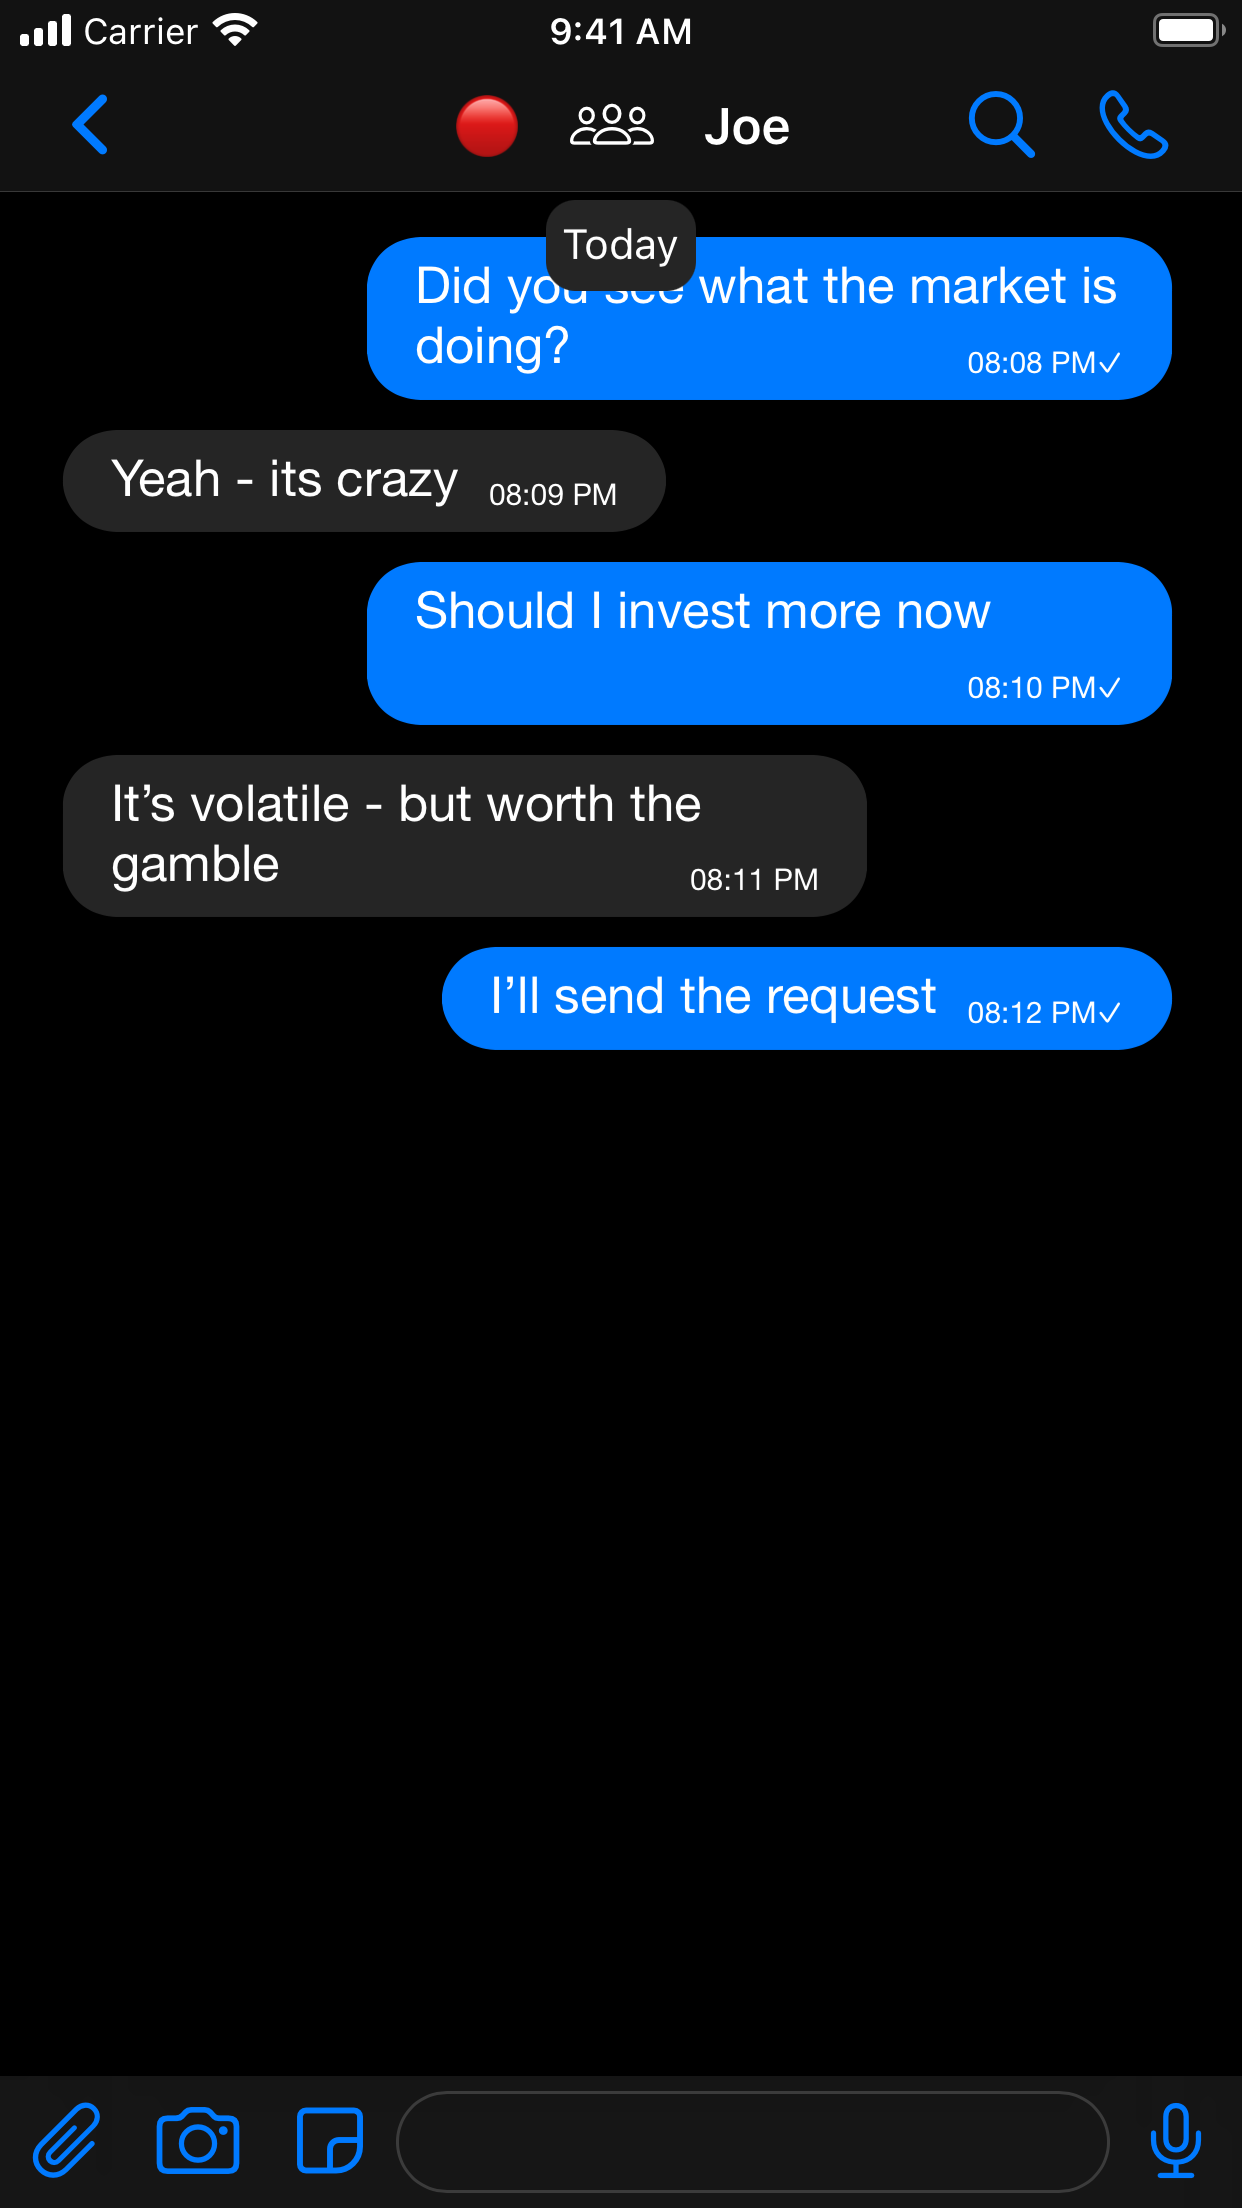 Carrier
9:41 AM
Joe
Today
Did you see what the market is
doing?
08:08 PM✓
Yeah - its crazy
08:09 PM
Should I invest more now
08:10 PM✓
It’s volatile - but worth the
gamble
08:11 PM
I’ll send the request
08:12 PM✓